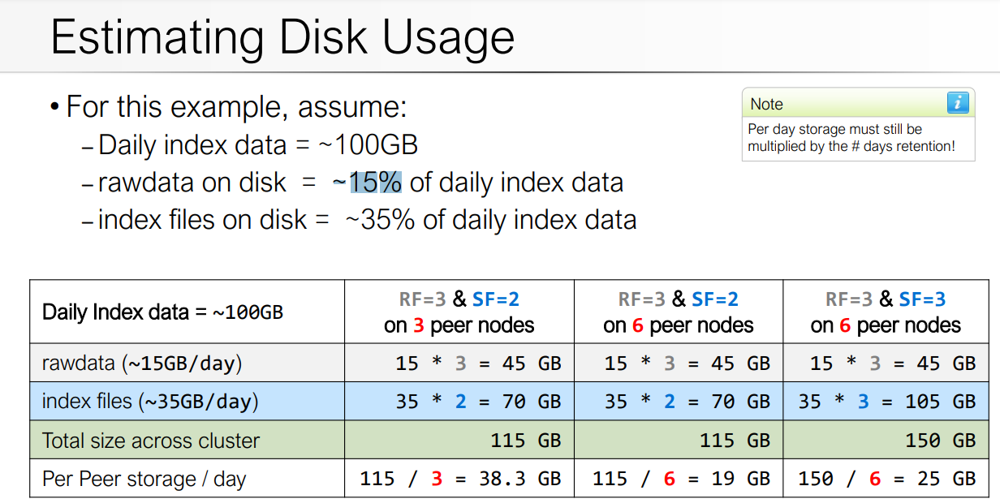 Estimating Disk Usage
• For this example, assume:
– Daily index data = ~100GB
– rawdata on disk = ~15% of daily index data
– index files on disk = ~35% of daily index data
Note
Per day storage must still be
multiplied by the # days retention!
Daily Index data = ~100GB
RF=3 & SF=2
on 3 peer nodes
RF=3 & SF=2
on 6 peer nodes
RF=3 & SF=3
on 6 peer nodes
rawdata (~15GB/day) 15 * 3 = 45 GB 15 * 3 = 45 GB 15 * 3 = 45 GB
index files (~35GB/day) 35 * 2 = 70 GB 35 * 2 = 70 GB 35 * 3 = 105 GB
Total size across cluster 115 GB 115 GB 150 GB
Per Peer storage / day 115 / 3 = 38.3 GB 115 / 6 = 19 GB 150 / 6 = 25 GB